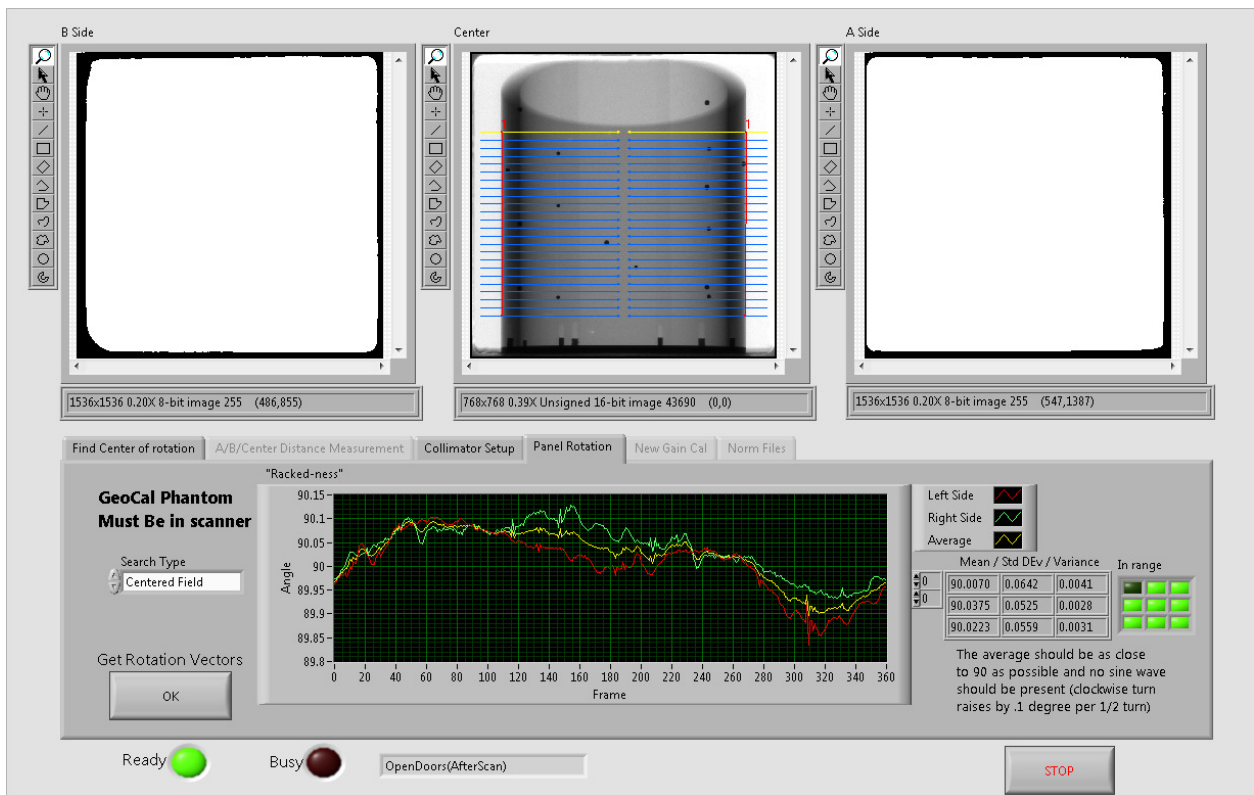 B Side
Center
A Side
1
1
1536x1536 0.20X 8-bit image 255 (486,855)
768x768 0.39X Unsigned 16-bit image 43690 (0,0)
1536x1536 0.20X 8-bit image 255 (547,1387)
Find Center of rotation
A/B/Center Distance Measurement
Collimator Setup
Panel Rotation
New Gain Cal
Norm Files
GeoCal Phantom
Must Be in scanner
Search Type
Centered Field
Get Rotation Vectors
OK
"Racked-ness"
90.15
90.1
90.05
90
89.95
89.9
89.85
89.8
Angle
0 20 40 60 80 100 120 140 160 180 200 220 240 260 280 300 320 340 360
Frame
Left Side
Right Side
Average
Mean / Std DEv / Variance
In range
0
0
90.0070 0.0642 0.0041
90.0375 0.0525 0.0028
90.0223 0.0559 0.0031
The average should be as close
to 90 as possible and no sine wave
should be present (clockwise turn
raises by .1 degree per 1/2 turn)
Ready
Busy
OpenDoors(AfterScan)
STOP